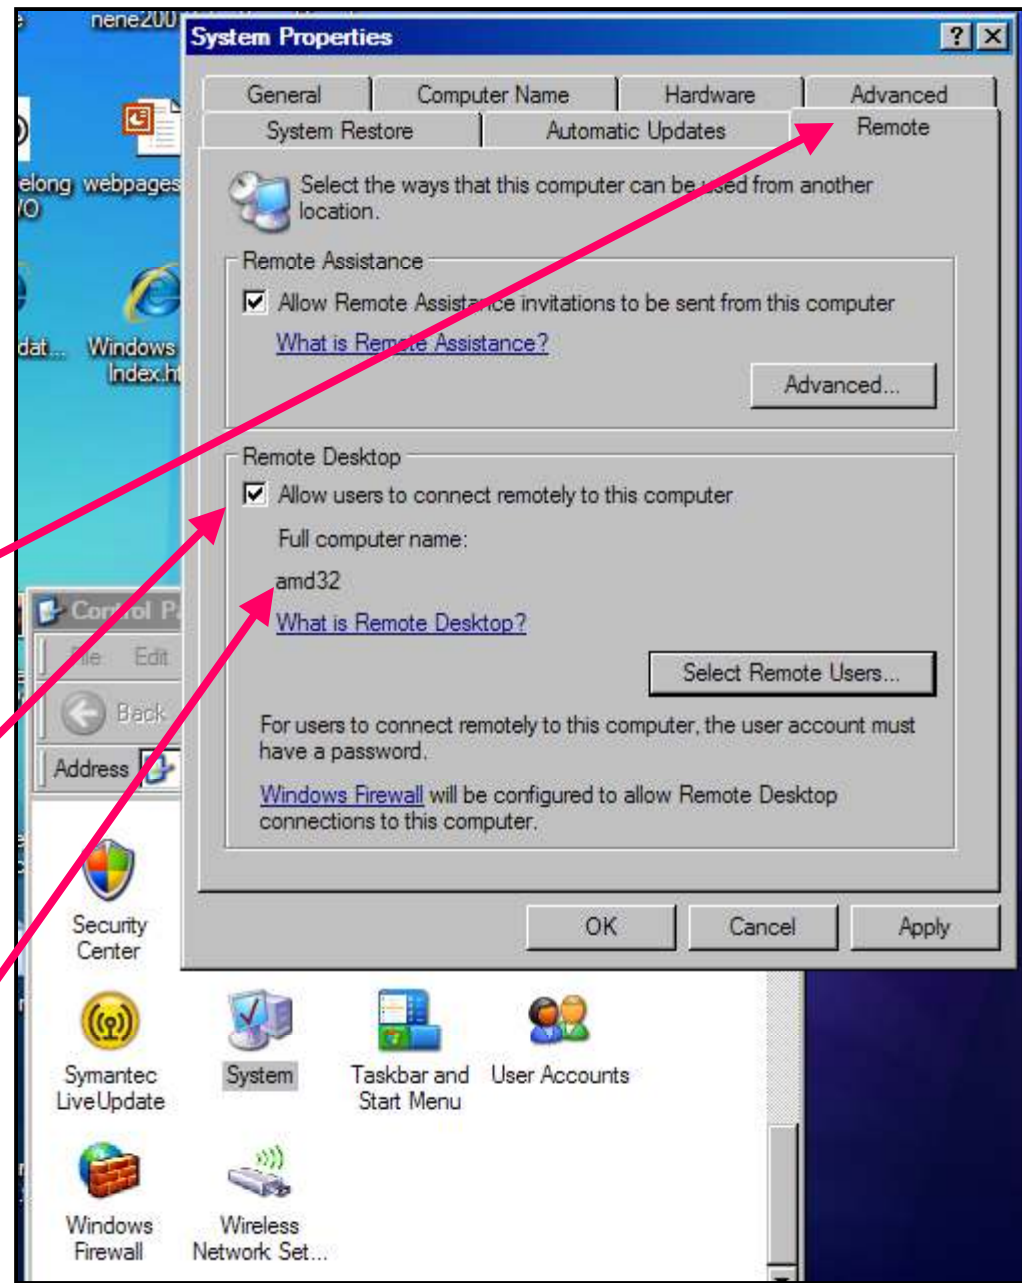 nene200
System Properties
General Computer Name Hardware Advanced
System Restore Automatic Updates Remote
elong webpages
/O
Select the ways that this computer can be used from another
location.
Remote Assistance
Allow Remote Assistance invitations to be sent from this computer
What is Remote Assistance?
dat... Windows
Index.ht
Advanced...
Remote Desktop
Allow users to connect remotely to this computer
Full computer name:
amd32
What is Remote Desktop?
Control Pa
File Edit
Select Remote Users...
Back
For users to connect remotely to this computer, the user account must
have a password.
Address
Windows Firewall will be configured to allow Remote Desktop
connections to this computer.
OK Cancel Apply
Security
Center
Symantec
LiveUpdate
System
Taskbar and
Start Menu
User Accounts
Windows
Firewall
Wireless
Network Set...